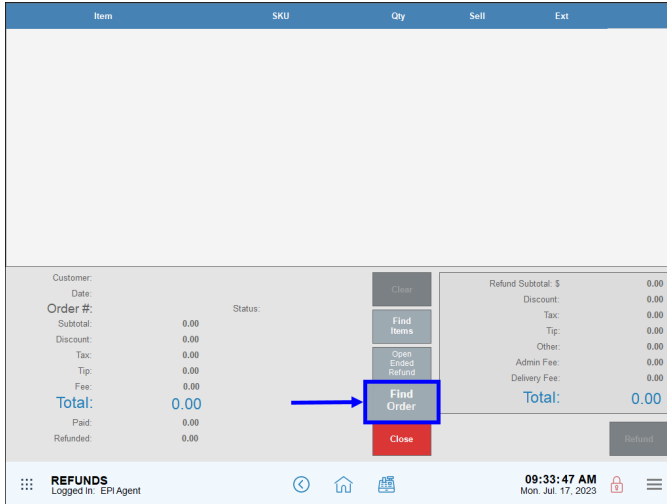 Item SKU Qty Sell Ext
Customer:
Date:
Order #: Status:
Subtotal: 0.00
Discount: 0.00
Tax: 0.00
Tip: 0.00
Fee: 0.00
Total: 0.00
Paid: 0.00
Refunded: 0.00
Clear
Find
Items
Open
Ended
Refund
Find
Order
Close
Refund Subtotal: $ 0.00
Discount: 0.00
Tax: 0.00
Tip: 0.00
Other: 0.00
Admin Fee: 0.00
Delivery Fee: 0.00
Total: 0.00
Refund
REFUNDS
Logged In: EPI Agent
09:33:47 AM
Mon. Jul. 17, 2023